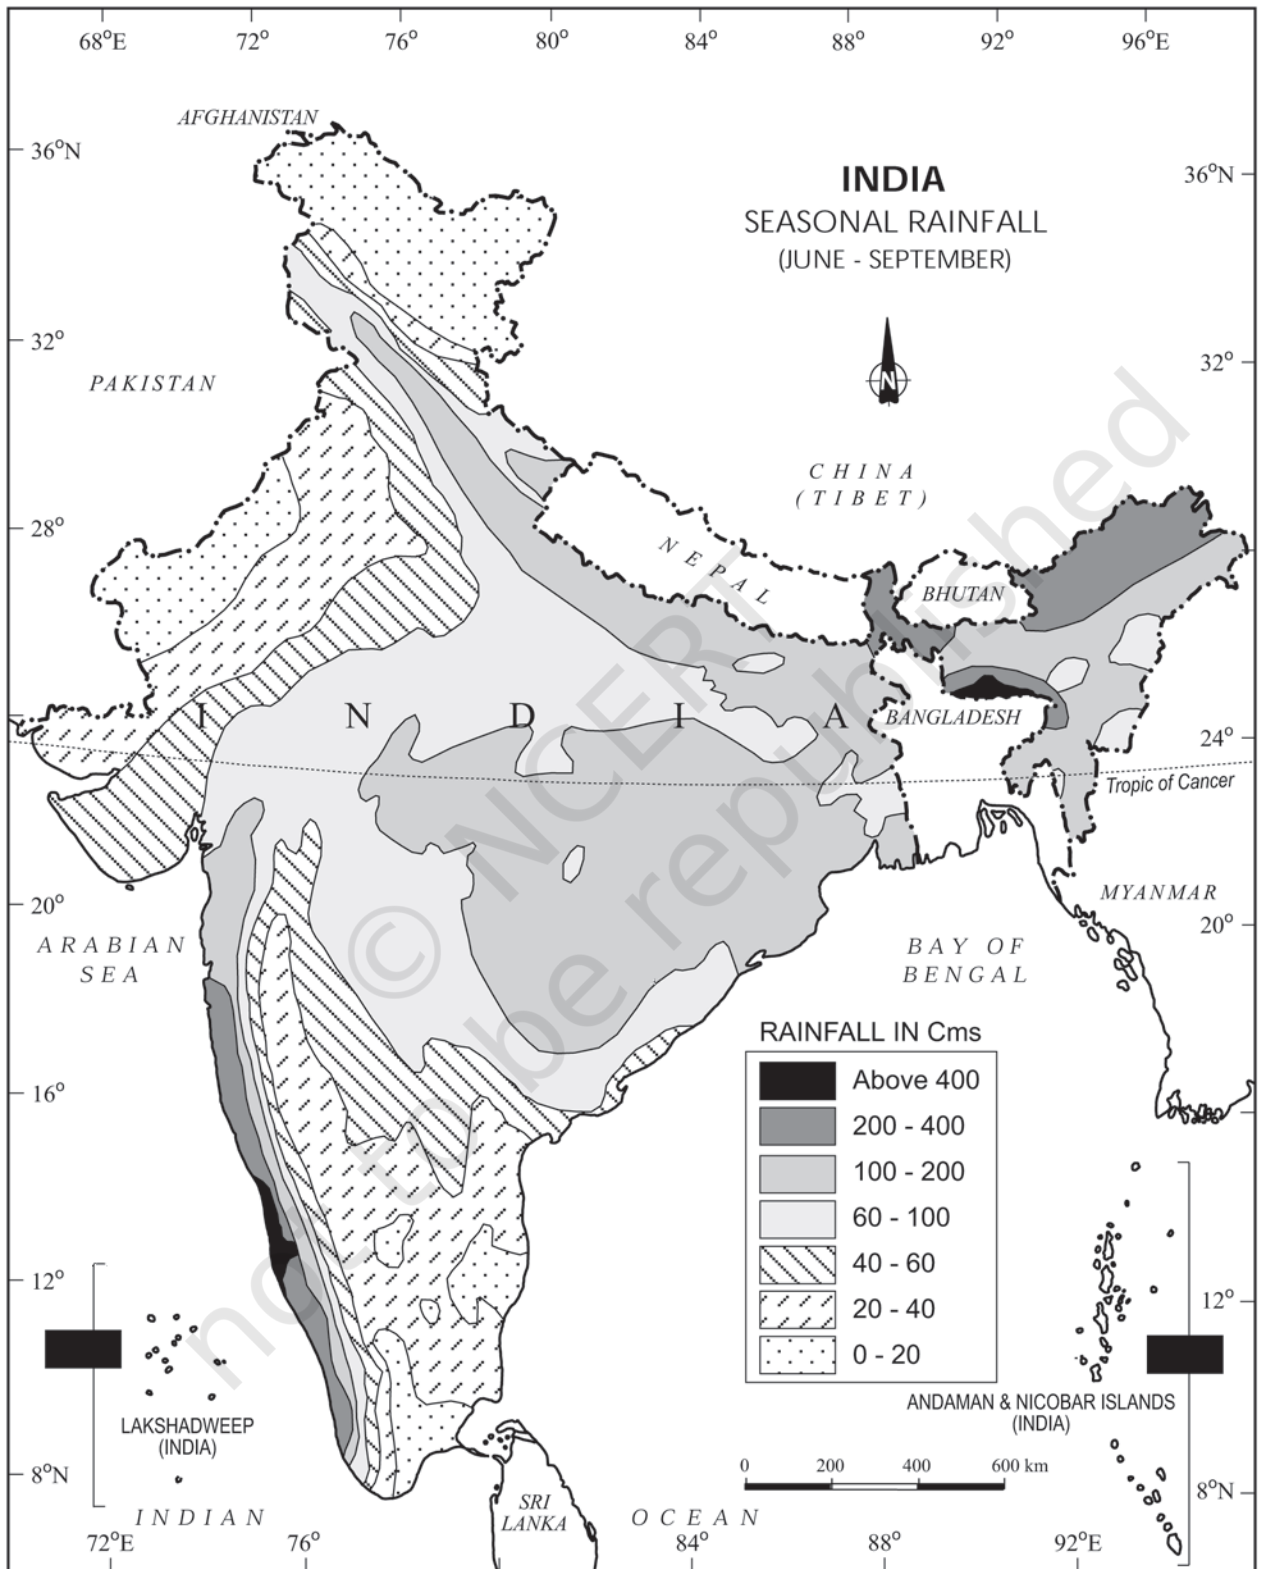 68°E 72° 76° 80° 84° 88° 92° 96°E
AFGHANISTAN
36°N
INDIA
36°N
SEASONAL RAINFALL
(JUNE - SEPTEMBER)
32°
N
32°
PAKISTAN
CHINA
(TIBET)
28°
NEPAL
BHUTAN
I N D I A
BANGLADESH
24°
Tropic of Cancer
20°
MYANMAR
20°
ARABIAN
SEA
BAY OF
BENGAL
© NCERT
not to be republished
RAINFALL IN Cms
Above 400
200 - 400
100 - 200
60 - 100
40 - 60
20 - 40
0 - 20
16°
12°
12°
LAKSHADWEEP
(INDIA)
ANDAMAN & NICOBAR ISLANDS
(INDIA)
0 200 400 600 km
8°N
8°N
SRI
LANKA
INDIAN OCEAN
72°E 76° 84° 88° 92°E